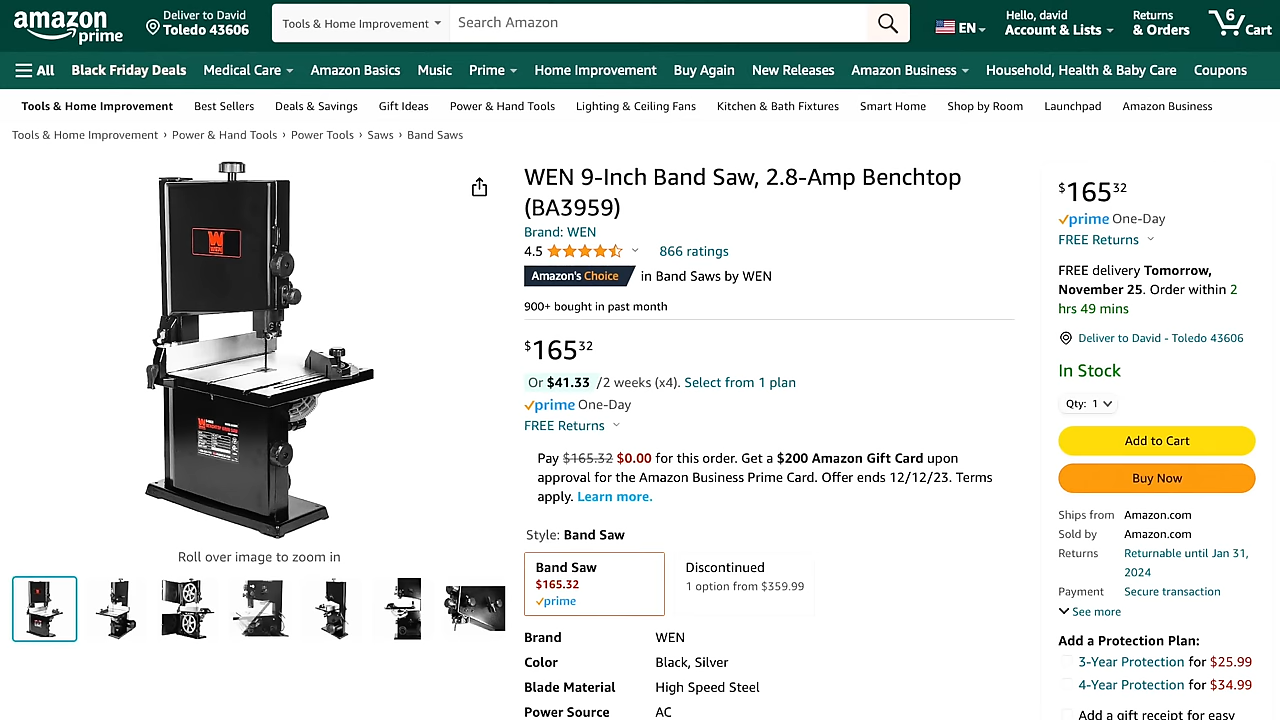 amazon
prime
Deliver to David
Toledo 43606
Tools & Home Improvement
Search Amazon
EN
Hello, david
Account & Lists
Returns
& Orders
6
Cart
All
Black Friday Deals
Medical Care
Amazon Basics
Music
Prime
Home Improvement
Buy Again
New Releases
Amazon Business
Household, Health & Baby Care
Coupons
Tools & Home Improvement
Best Sellers
Deals & Savings
Gift Ideas
Power & Hand Tools
Lighting & Ceiling Fans
Kitchen & Bath Fixtures
Smart Home
Shop by Room
Launchpad
Amazon Business
Tools & Home Improvement › Power & Hand Tools › Power Tools › Saws › Band Saws
WEN
Roll over image to zoom in
WEN 9-Inch Band Saw, 2.8-Amp Benchtop
(BA3959)
Brand: WEN
4.5
866 ratings
Amazon's Choice in Band Saws by WEN
900+ bought in past month
$165 32
Or $41.33 /2 weeks (x4). Select from 1 plan
prime One-Day
FREE Returns
Pay $165.32 $0.00 for this order. Get a $200 Amazon Gift Card upon
approval for the Amazon Business Prime Card. Offer ends 12/12/23. Terms
apply. Learn more.
Style: Band Saw
Band Saw
$165.32
prime
Discontinued
1 option from $359.99
Brand WEN
Color Black, Silver
Blade Material High Speed Steel
Power Source AC
$165 32
prime One-Day
FREE Returns
FREE delivery Tomorrow,
November 25. Order within 2
hrs 49 mins
Deliver to David - Toledo 43606
In Stock
Qty: 1
Add to Cart
Buy Now
Ships from Amazon.com
Sold by Amazon.com
Returns Returnable until Jan 31,
2024
Payment Secure transaction
See more
Add a Protection Plan:
3-Year Protection for $25.99
4-Year Protection for $34.99
Add a gift receipt for easy